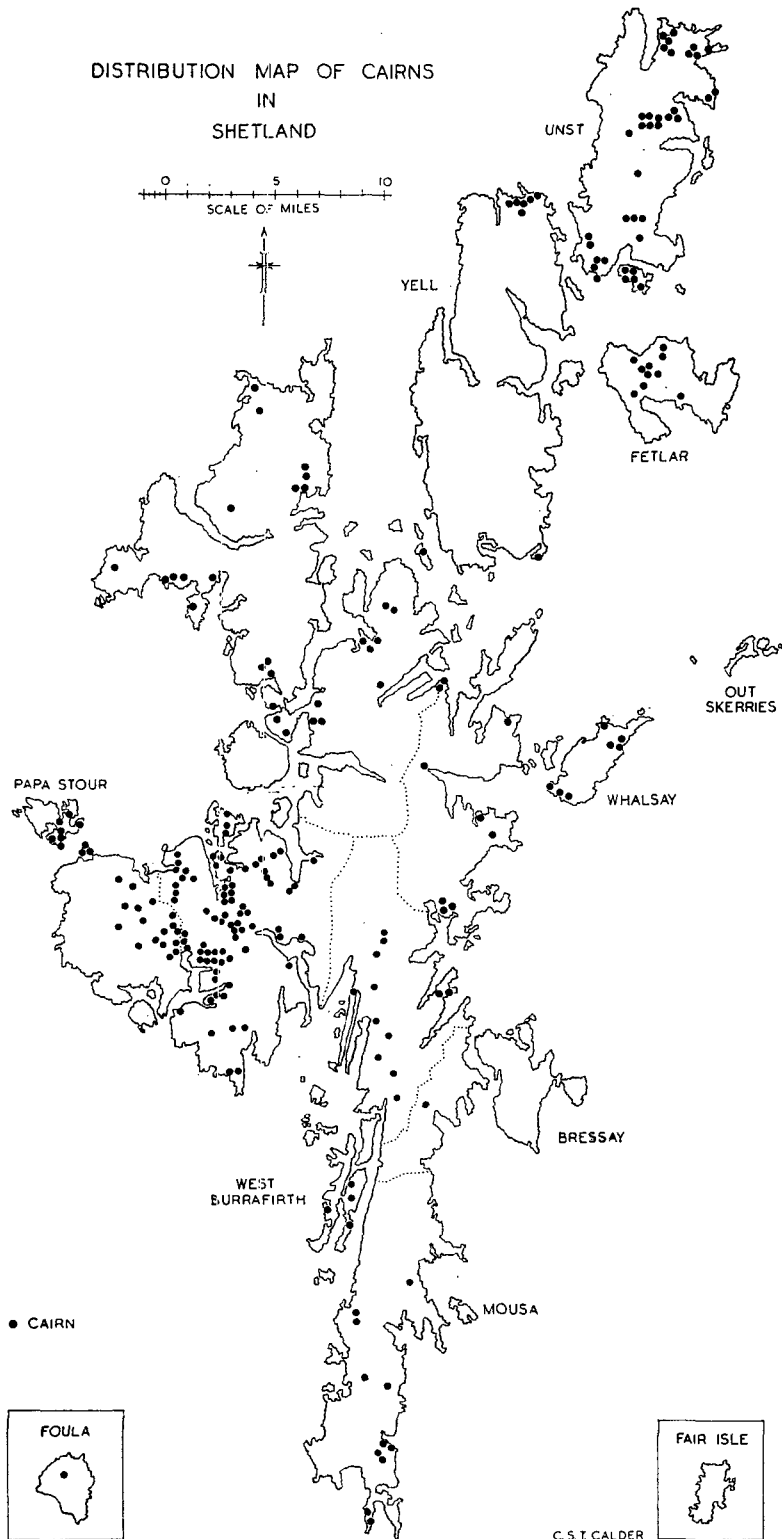 DISTRIBUTION MAP OF CAIRNS
IN
SHETLAND
0 5 10
SCALE OF MILES
UNST
YELL
FETLAR
OUT
SKERRIES
WHALSAY
PAPA STOUR
BRESSAY
WEST
BURRAFIRTH
MOUSA
CAIRN
FOULA
FAIR ISLE
C.S.T. CALDER